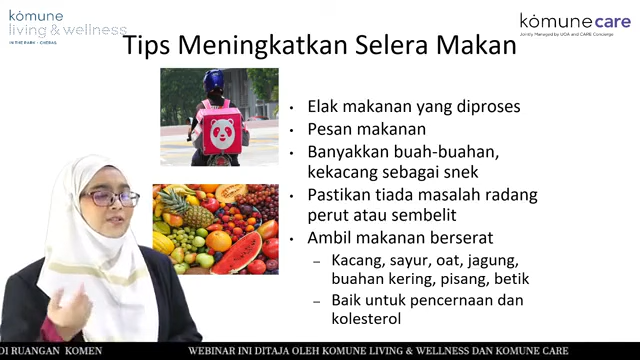 kömune
living & wellness
IN THE PARK - CHERAS
kömunecare
Jointly Managed by UOA and CARE Concierge
Tips Meningkatkan Selera Makan
• Elak makanan yang diproses
• Pesan makanan
• Banyakkan buah-buahan,
kekacang sebagai snek
• Pastikan tiada masalah radang
perut atau sembelit
• Ambil makanan berserat
– Kacang, sayur, oat, jagung,
buahan kering, pisang, betik
– Baik untuk pencernaan dan
kolesterol
DI RUANGAN KOMEN
WEBINAR INI DITAJA OLEH KOMUNE LIVING & WELLNESS DAN KOMUNE CARE